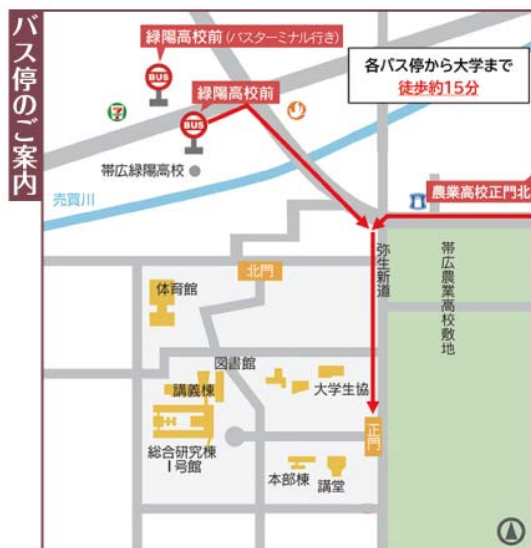 バス停のご案内
緑陽高校前(バスターミナル行き)
BUS
各バス停から大学まで
徒歩約15分
緑陽高校前
BUS
7
帯広緑陽高校
売買川
農業高校正門北
弥生新道
帯広農業高校敷地
北門
体育館
図書館
講義棟
大学生協
正門
総合研究棟
Ⅰ号館
本部棟
講堂